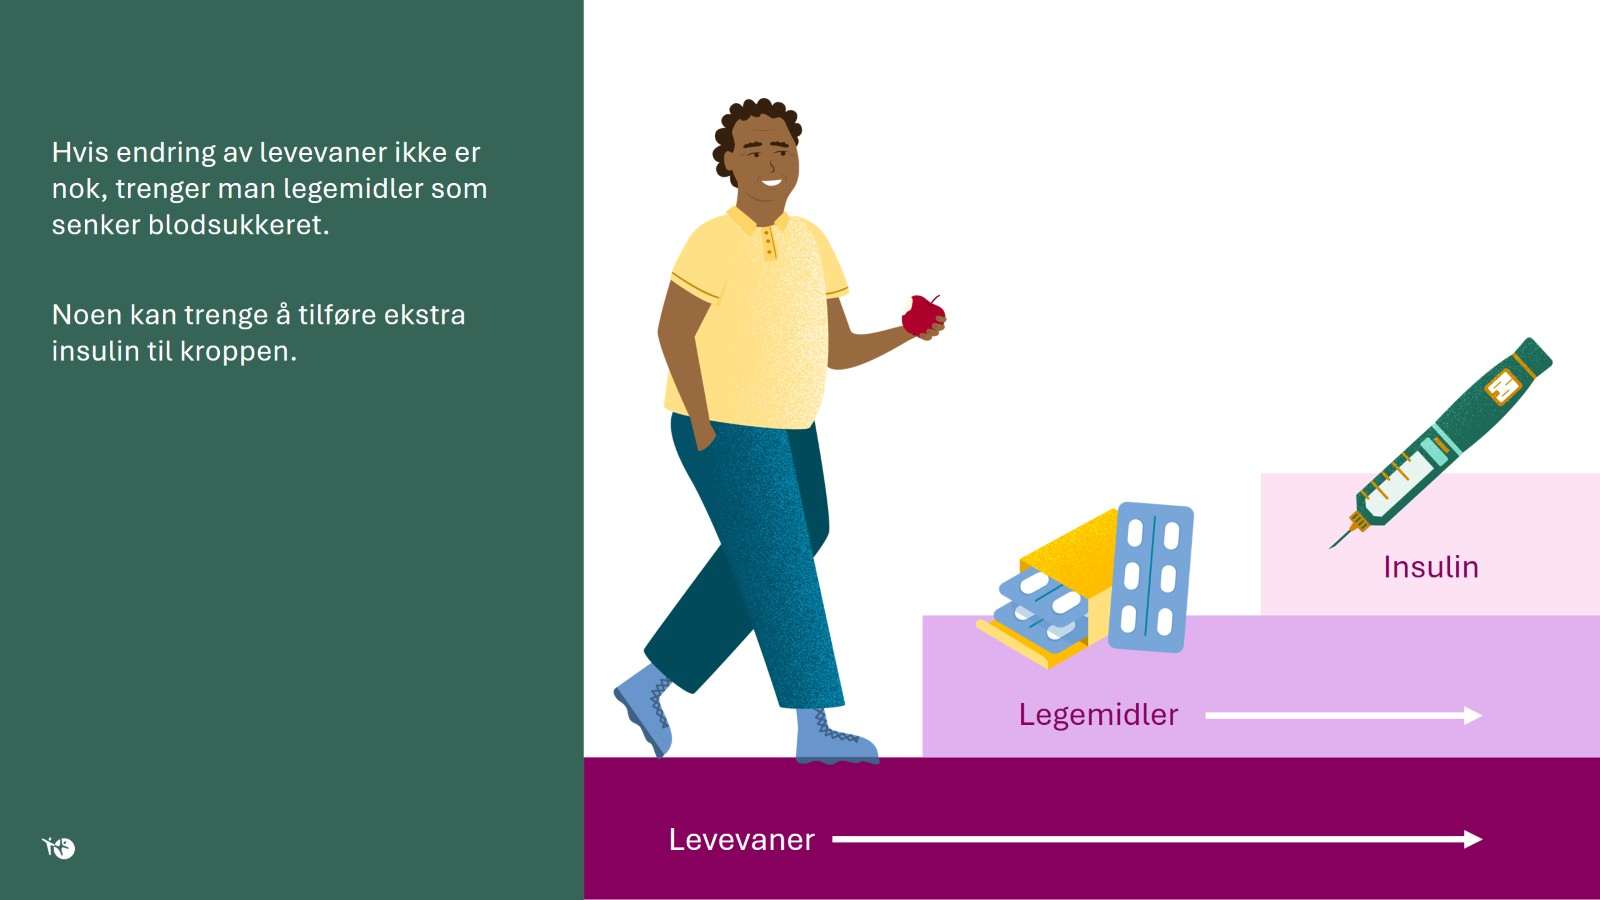 Hvis endring av levevaner ikke er
nok, trenger man legemidler som
senker blodsukkeret.
Noen kan trenge å tilføre ekstra
insulin til kroppen.
Insulin
Legemidler
Levevaner